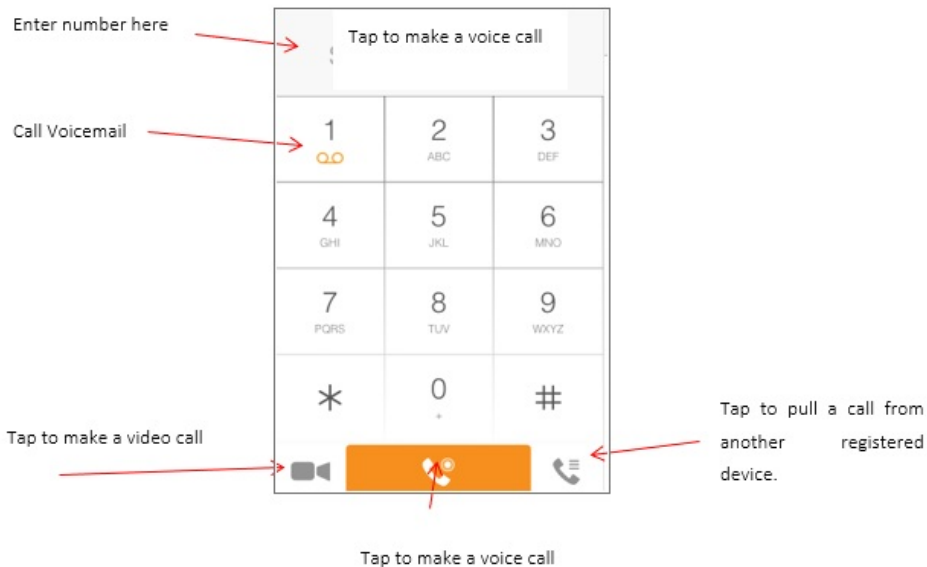 Enter number here
Tap to make a voice call
Call Voicemail
1
2
ABC
3
DEF
4
GHI
5
JKL
6
MNO
7
PQRS
8
TUV
9
WXYZ
*
0
+
#
Tap to make a video call
Tap to pull a call from
another registered
device.
Tap to make a voice call